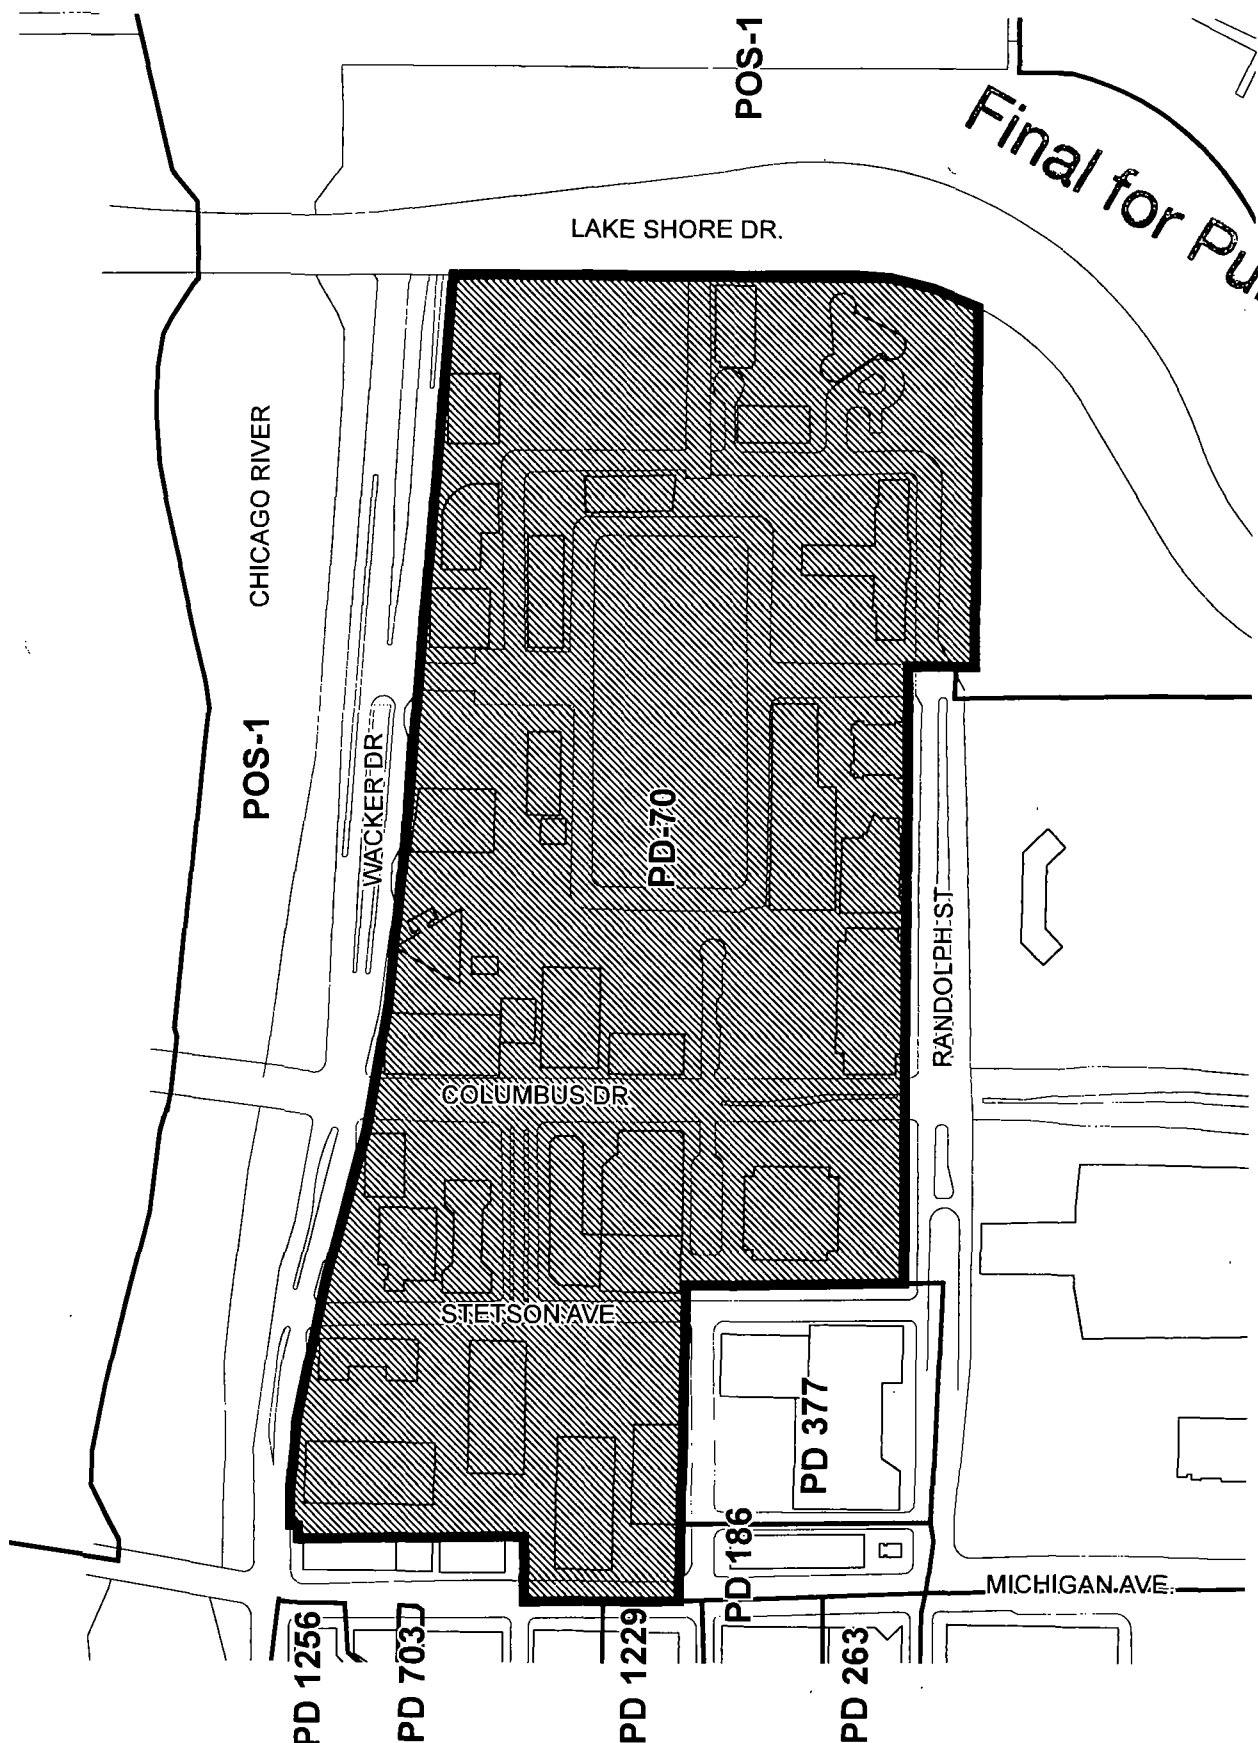 POS-1
Final for Pu
LAKE SHORE DR.
CHICAGO RIVER
POS-1
WACKER DR
PD-70
RANDOLPH ST
COLUMBUS DR.
STETSON AVE
PD 377
PD 186
MICHIGAN AVE.
PD 1256
PD 703
PD 1229
PD 263